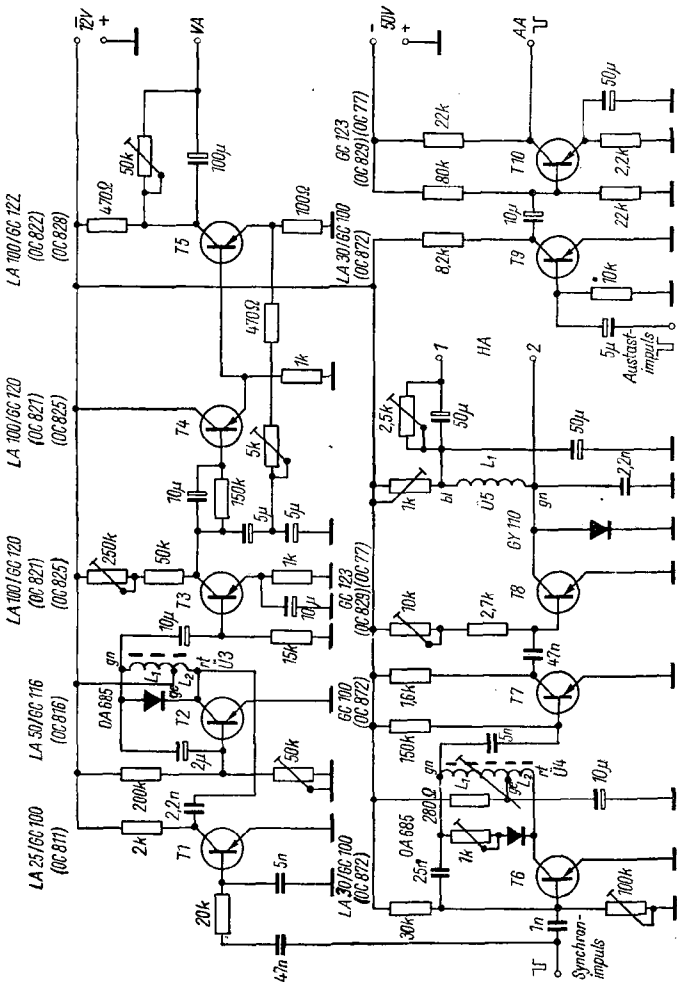 LA 25/GC 100
(OC 811)
LA 50/GC 116
(OC 816)
LA 100/GC 120
(OC 821)
(OC 825)
LA 100/GC 120
(OC 821)
(OC 825)
LA 100/GC 122
(OC 822)
(OC 828)
– 12V
+
VA
2k
200k
0A 685
gn
L1
ge
L2
rt
Ü3
250k
50k
10µ
10µ
150k
470Ω
50k
100µ
T1
2,2n
2µ
T2
T3
T4
T5
20k
5n
50k
15k
10µ
1k
5µ
5µ
5k
470Ω
1k
100Ω
47n
LA 30/GC 100
(OC 872)
GC 100
(OC 872)
GC 123
(OC 829)(OC 77)
LA 30/GC 100
(OC 872)
GC 123
(OC 829)(OC 77)
– 50V
+
30k
25n
0A 685
1k
280Ω
gn
L1
ge
L2
rt
Ü4
150k
1,8k
5n
10k
2,7k
47n
1k
2,5k
50µ
1
HA
2
bl
L1
Ü5
gn
8,2k
10µ
80k
22k
AA
T6
T7
T8
GY 110
2,2n
50µ
T9
T10
1n
Synchron-
impuls
100k
10µ
5µ
Austast-
impuls
10k
22k
2,2k
50µ